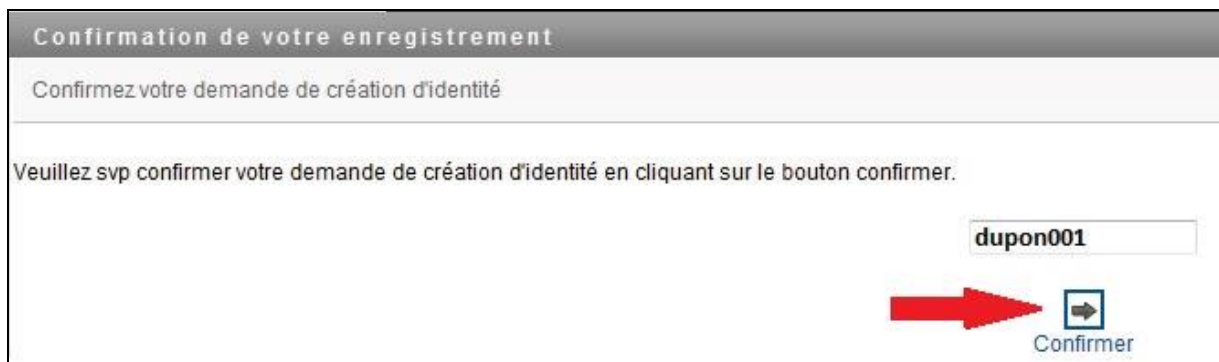 Confirmation de votre enregistrement
Confirmez votre demande de création d'identité
Veuillez svp confirmer votre demande de création d'identité en cliquant sur le bouton confirmer.
dupon001
Confirmer